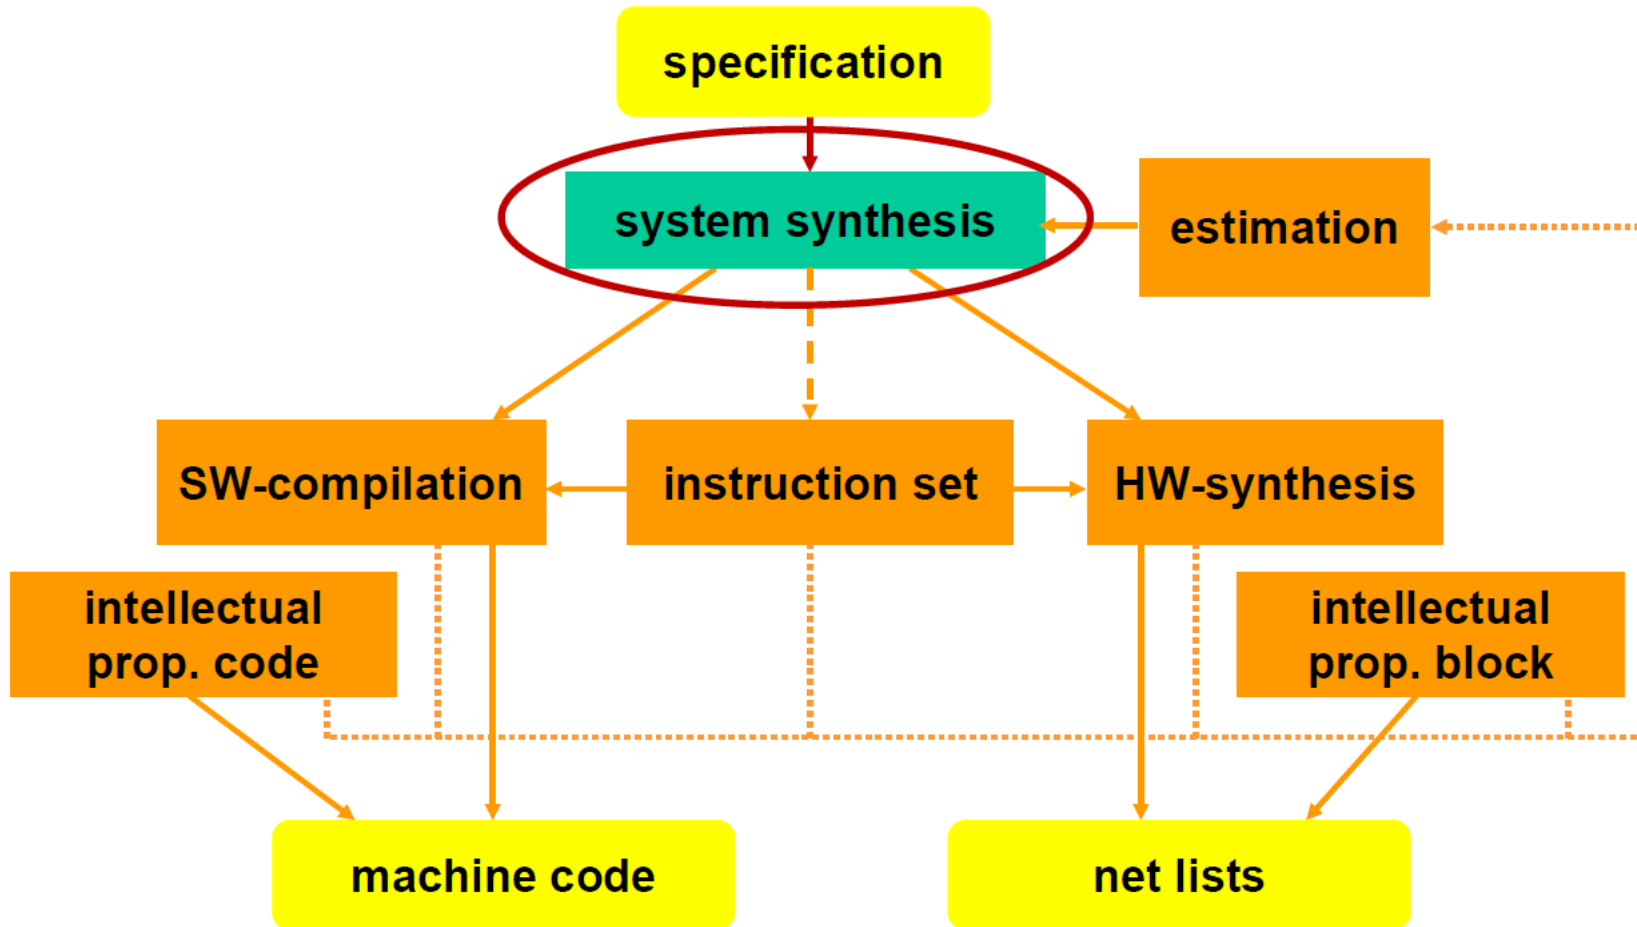 specification
system synthesis
estimation
SW-compilation
instruction set
HW-synthesis
intellectual
prop. code
intellectual
prop. block
machine code
net lists